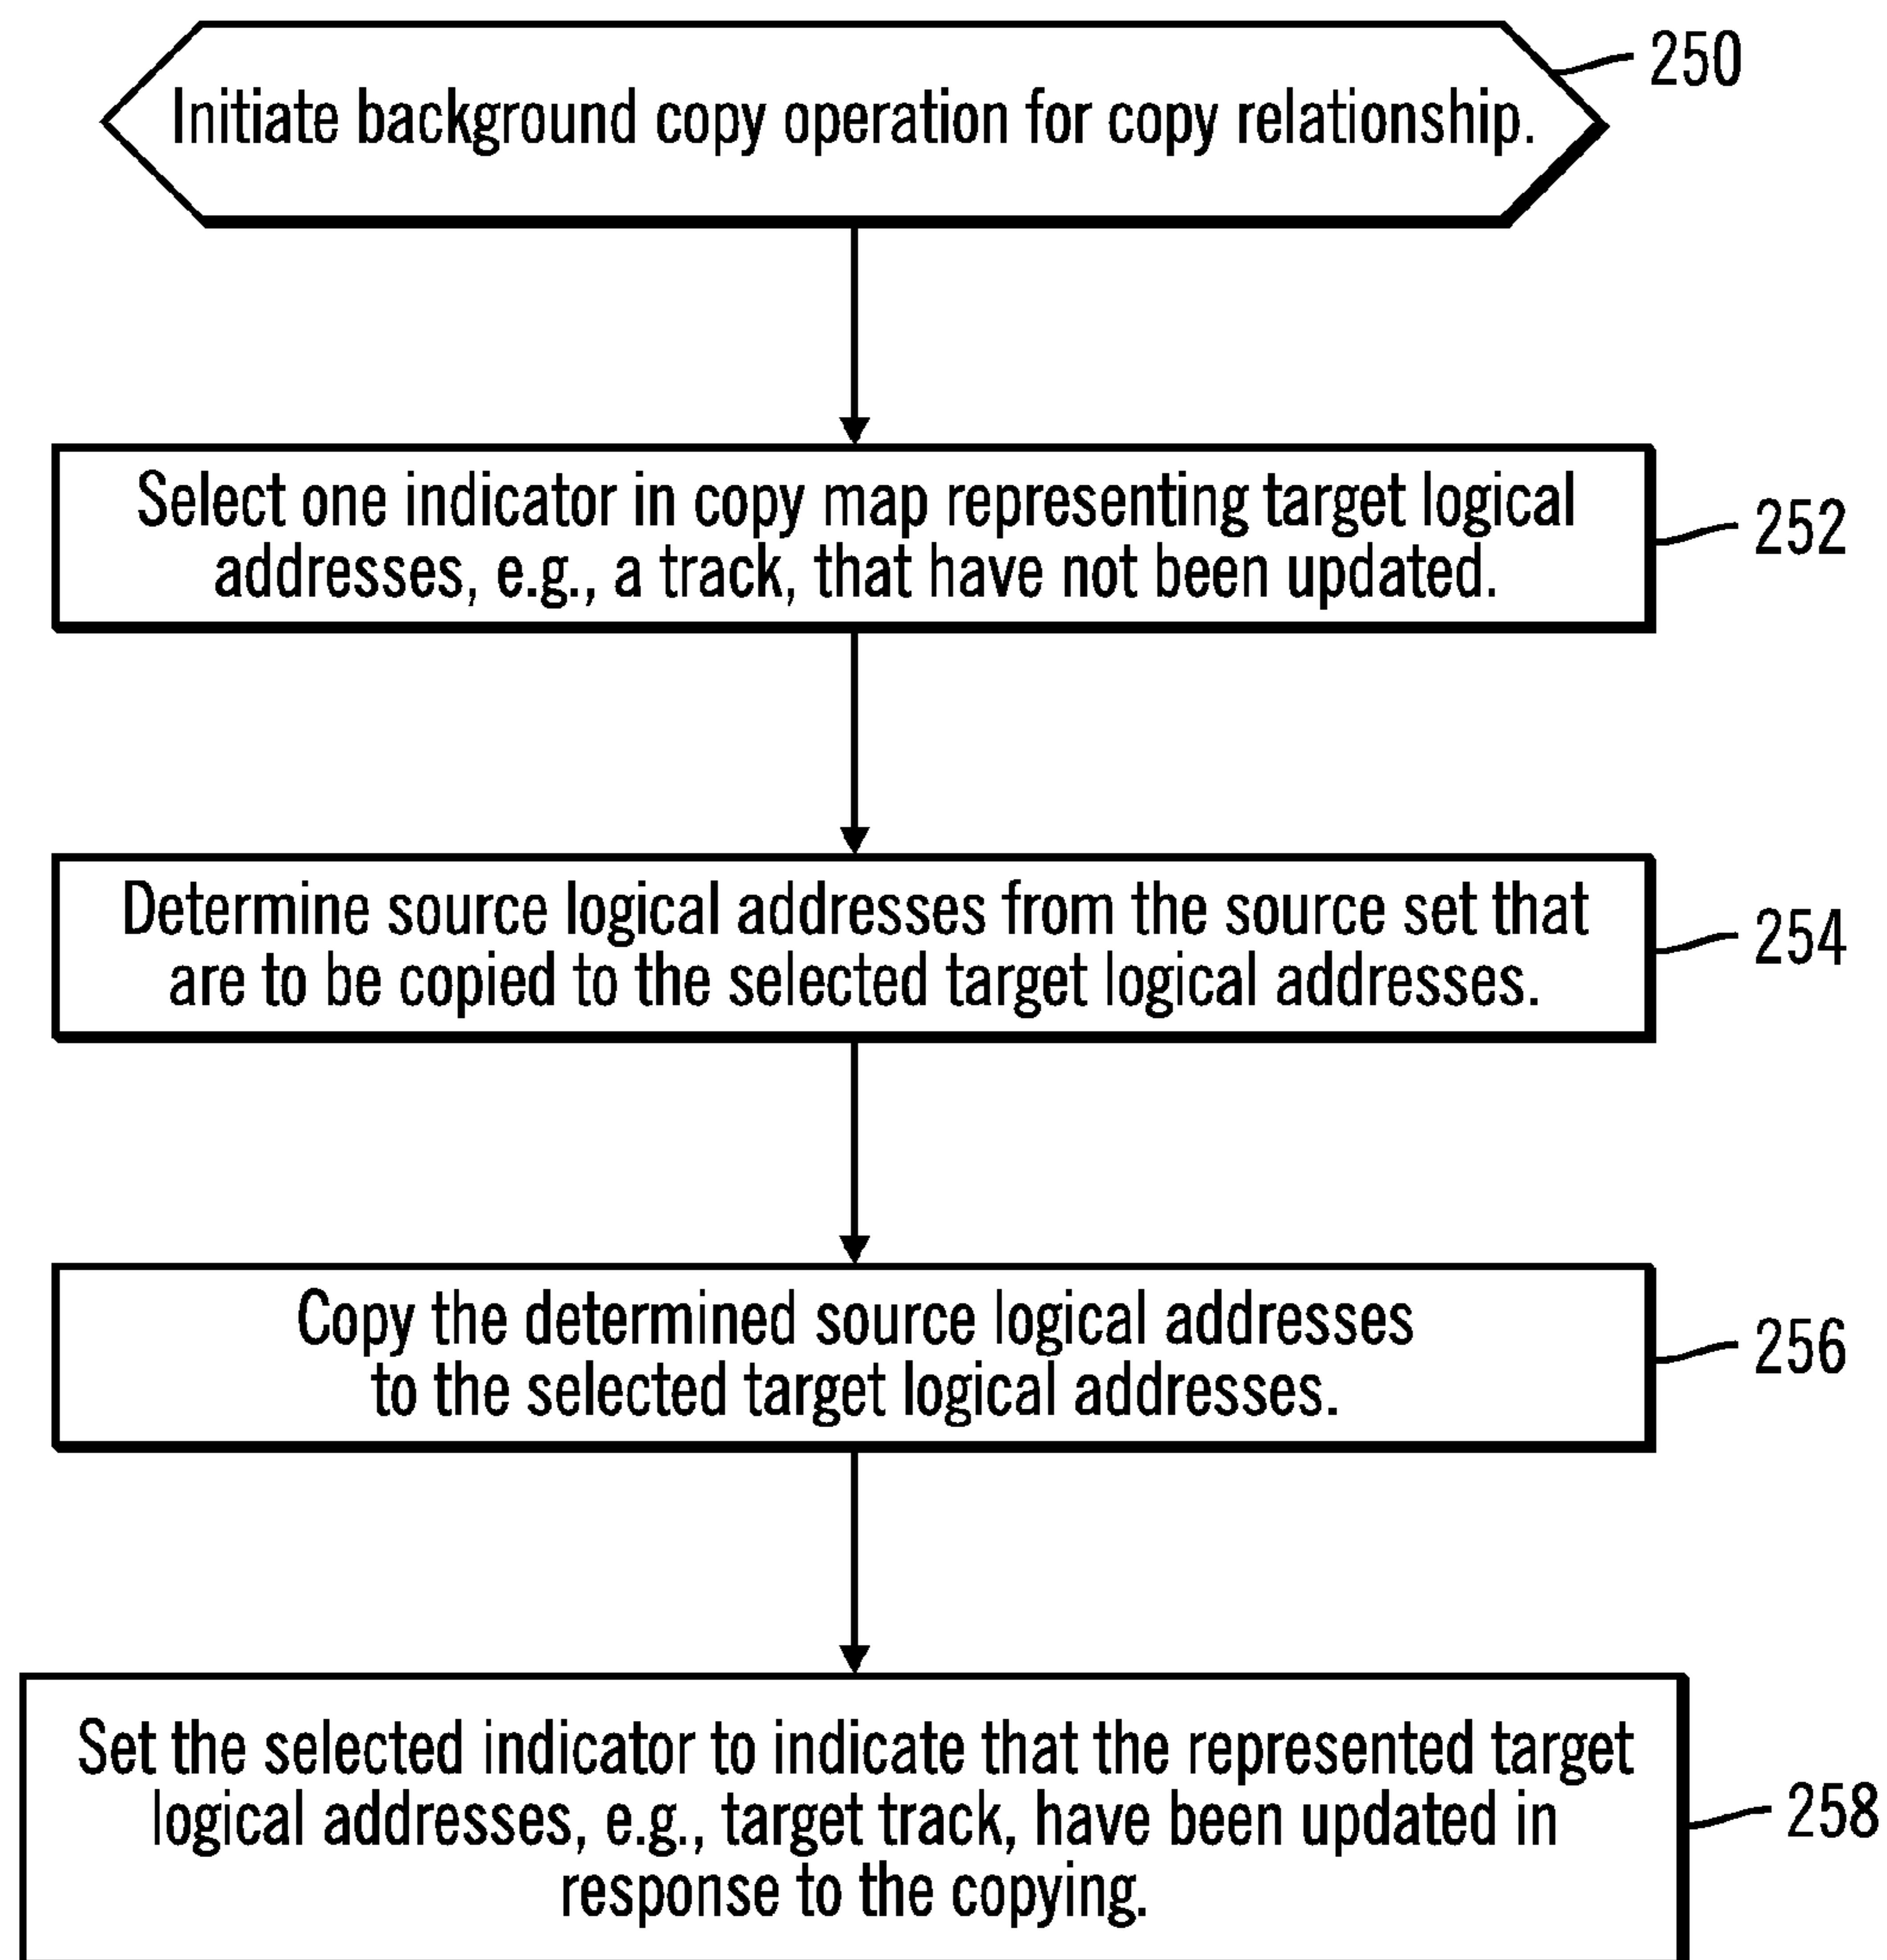 Initiate background copy operation for copy relationship.
250
Select one indicator in copy map representing target logical
addresses, e.g., a track, that have not been updated.
252
Determine source logical addresses from the source set that
are to be copied to the selected target logical addresses.
254
Copy the determined source logical addresses
to the selected target logical addresses.
256
Set the selected indicator to indicate that the represented target
logical addresses, e.g., target track, have been updated in
response to the copying.
258